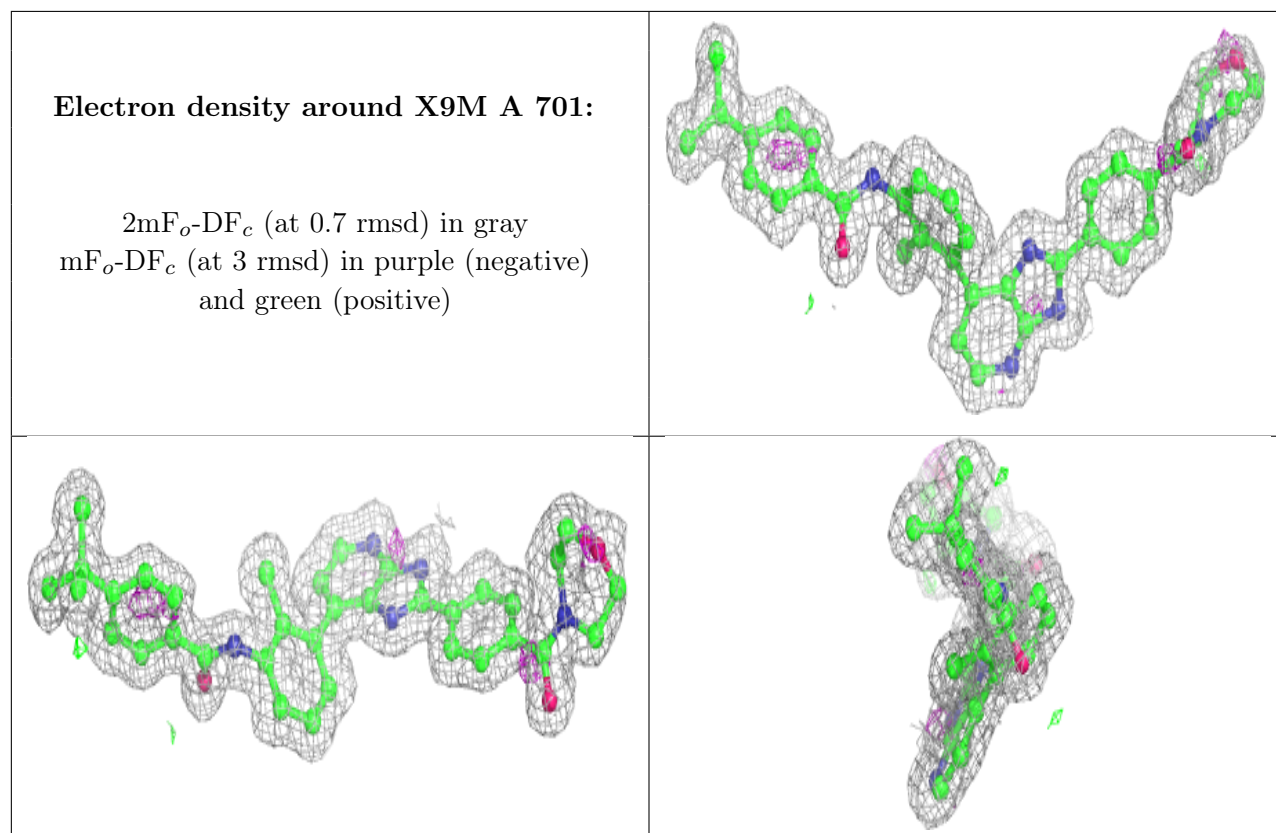 Electron density around X9M A 701:
2mFo-DFc (at 0.7 rmsd) in gray
mFo-DFc (at 3 rmsd) in purple (negative)
and green (positive)